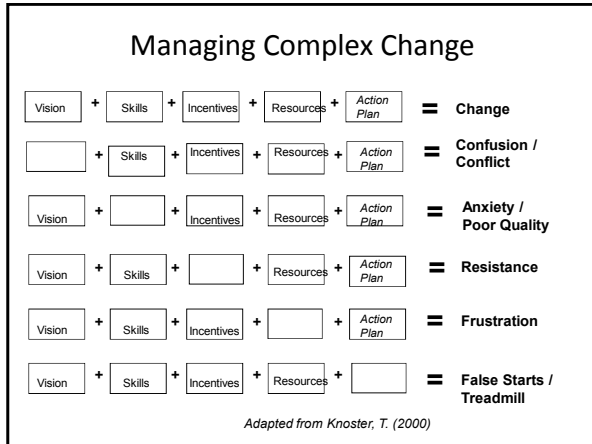 Managing Complex Change
Vision + Skills + Incentives + Resources + Action Plan = Change
+ Skills + Incentives + Resources + Action Plan = Confusion / Conflict
Vision + + Incentives + Resources + Action Plan = Anxiety / Poor Quality
Vision + Skills + + Resources + Action Plan = Resistance
Vision + Skills + Incentives + + Action Plan = Frustration
Vision + Skills + Incentives + Resources + = False Starts / Treadmill
Adapted from Knoster, T. (2000)